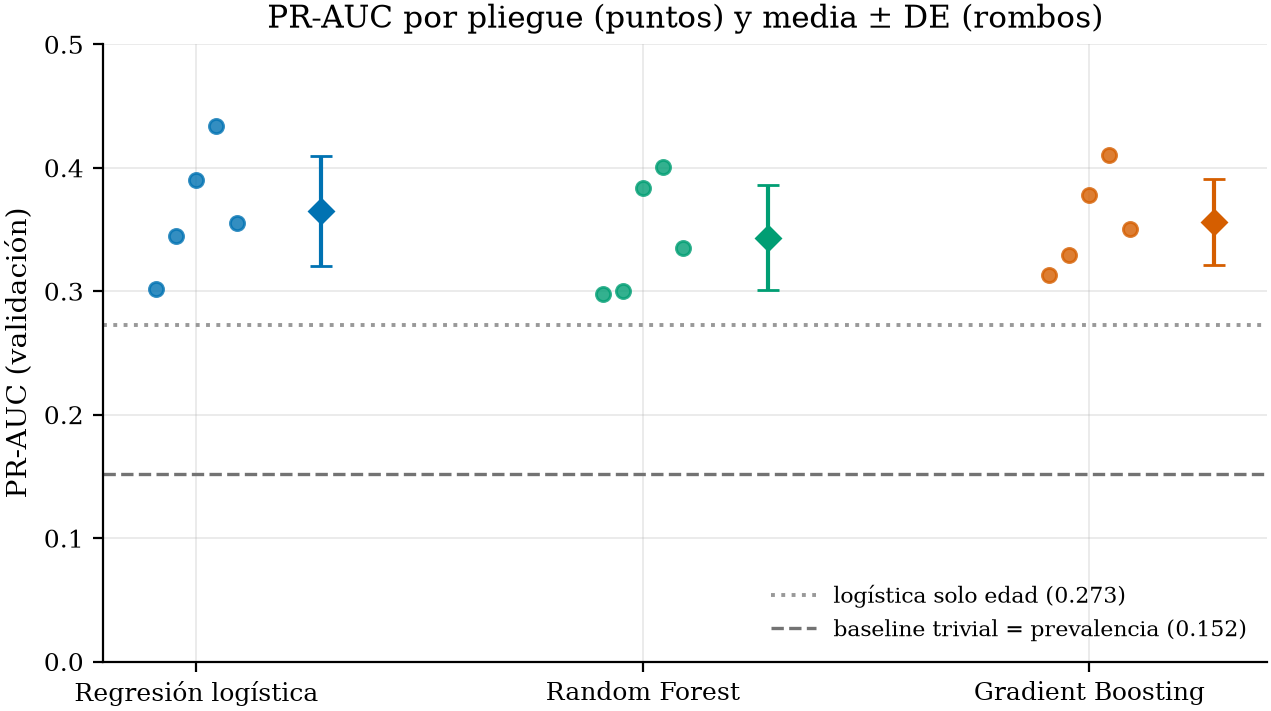 PR-AUC por pliegue (puntos) y media ± DE (rombos)
PR-AUC (validación)
0.5
0.4
0.3
0.2
0.1
0.0
logística solo edad (0.273)
baseline trivial = prevalencia (0.152)
Regresión logística
Random Forest
Gradient Boosting